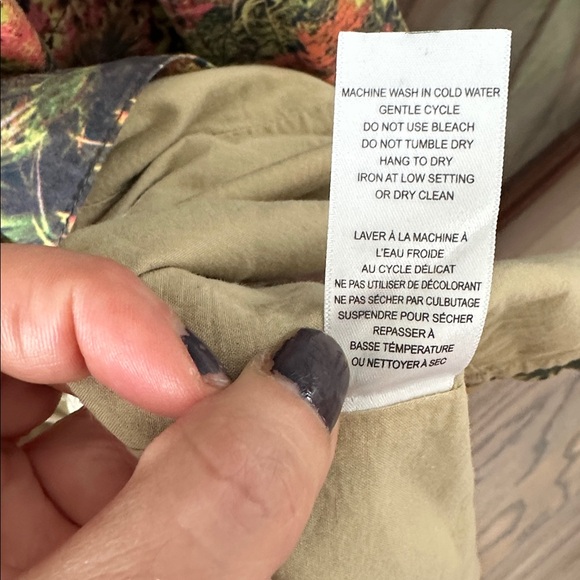 MACHINE WASH IN COLD WATER
GENTLE CYCLE
DO NOT USE BLEACH
DO NOT TUMBLE DRY
HANG TO DRY
IRON AT LOW SETTING
OR DRY CLEAN
LAVER À LA MACHINE À
L'EAU FROIDE
AU CYCLE DÉLICAT
NE PAS UTILISER DE DÉCOLORANT
NE PAS SÉCHER PAR CULBUTAGE
SUSPENDRE POUR SÉCHER
REPASSER À
BASSE TÉMPERATURE
OU NETTOYER À SEC